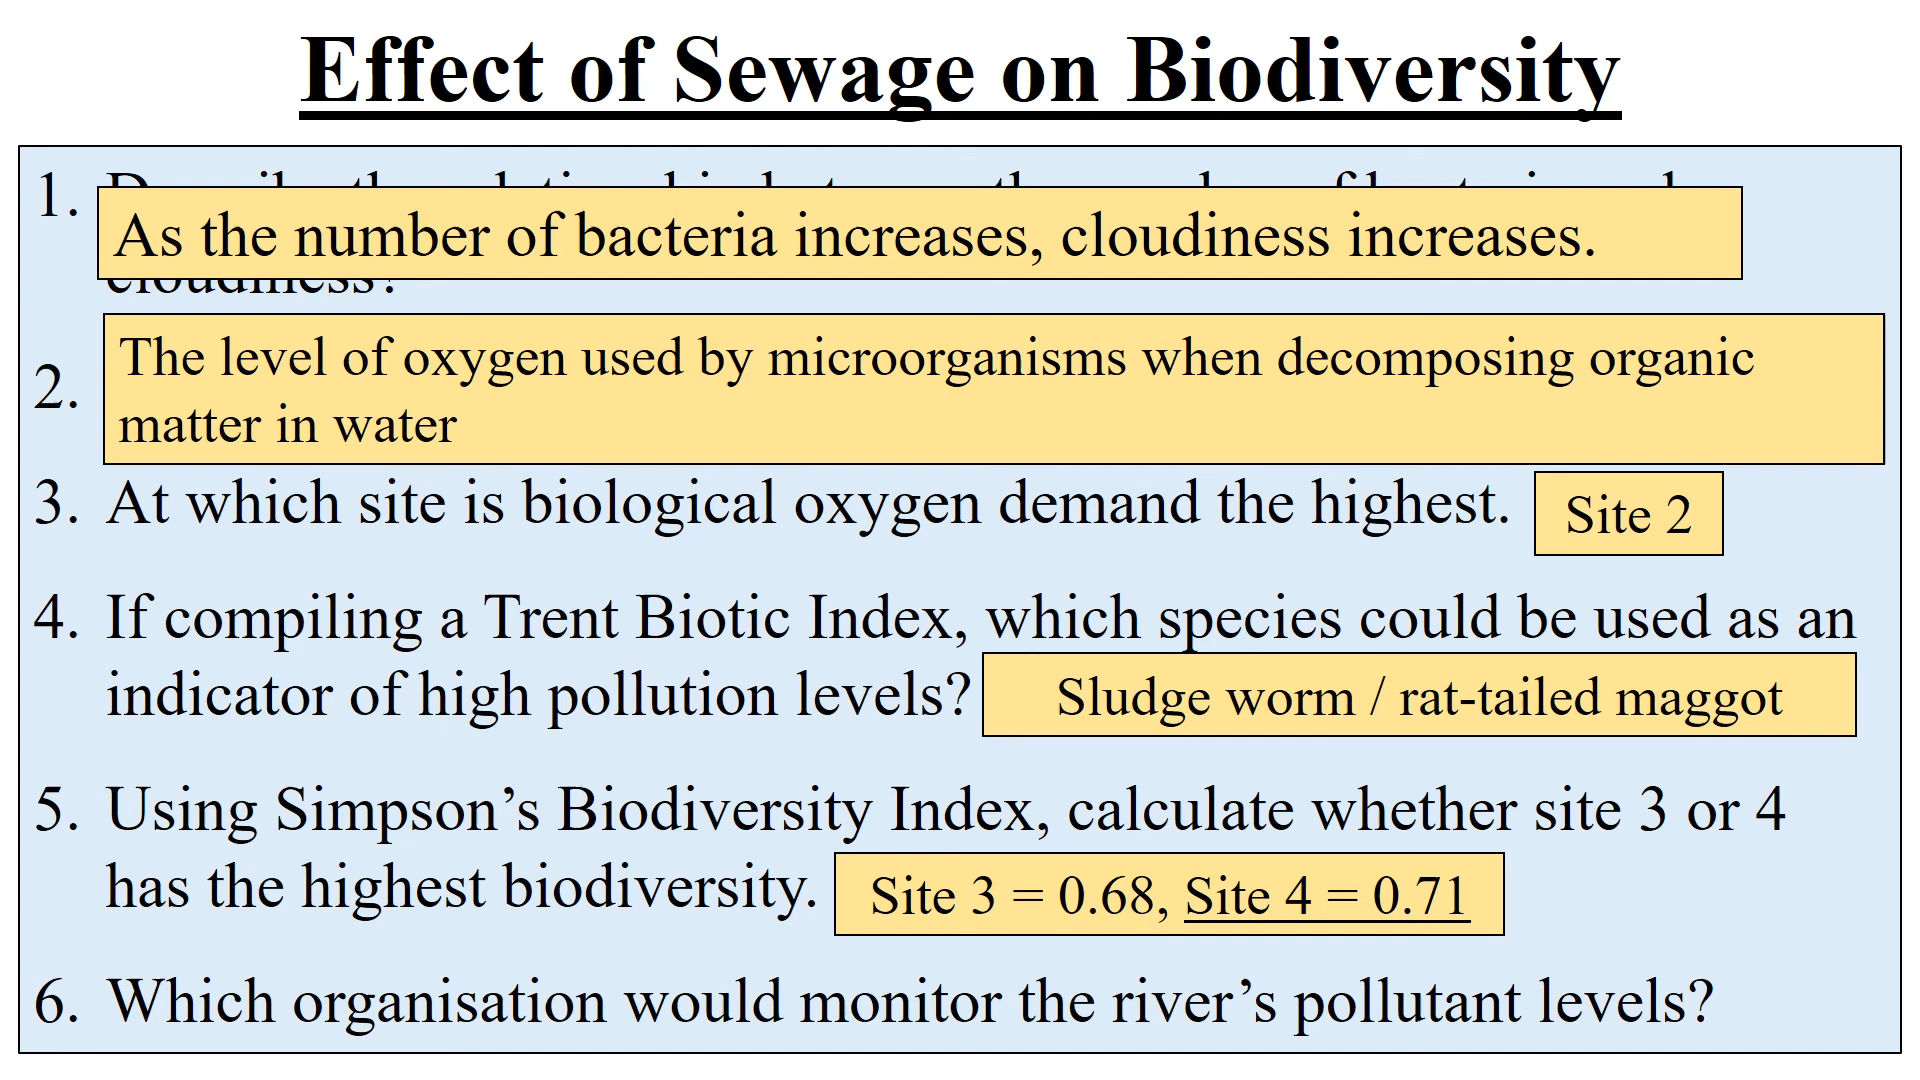 Effect of Sewage on Biodiversity
1.
As the number of bacteria increases, cloudiness increases.
cloudiness?
2. The level of oxygen used by microorganisms when decomposing organic
matter in water
3. At which site is biological oxygen demand the highest. Site 2
4. If compiling a Trent Biotic Index, which species could be used as an
indicator of high pollution levels? Sludge worm / rat-tailed maggot
5. Using Simpson’s Biodiversity Index, calculate whether site 3 or 4
has the highest biodiversity. Site 3 = 0.68, Site 4 = 0.71
6. Which organisation would monitor the river’s pollutant levels?